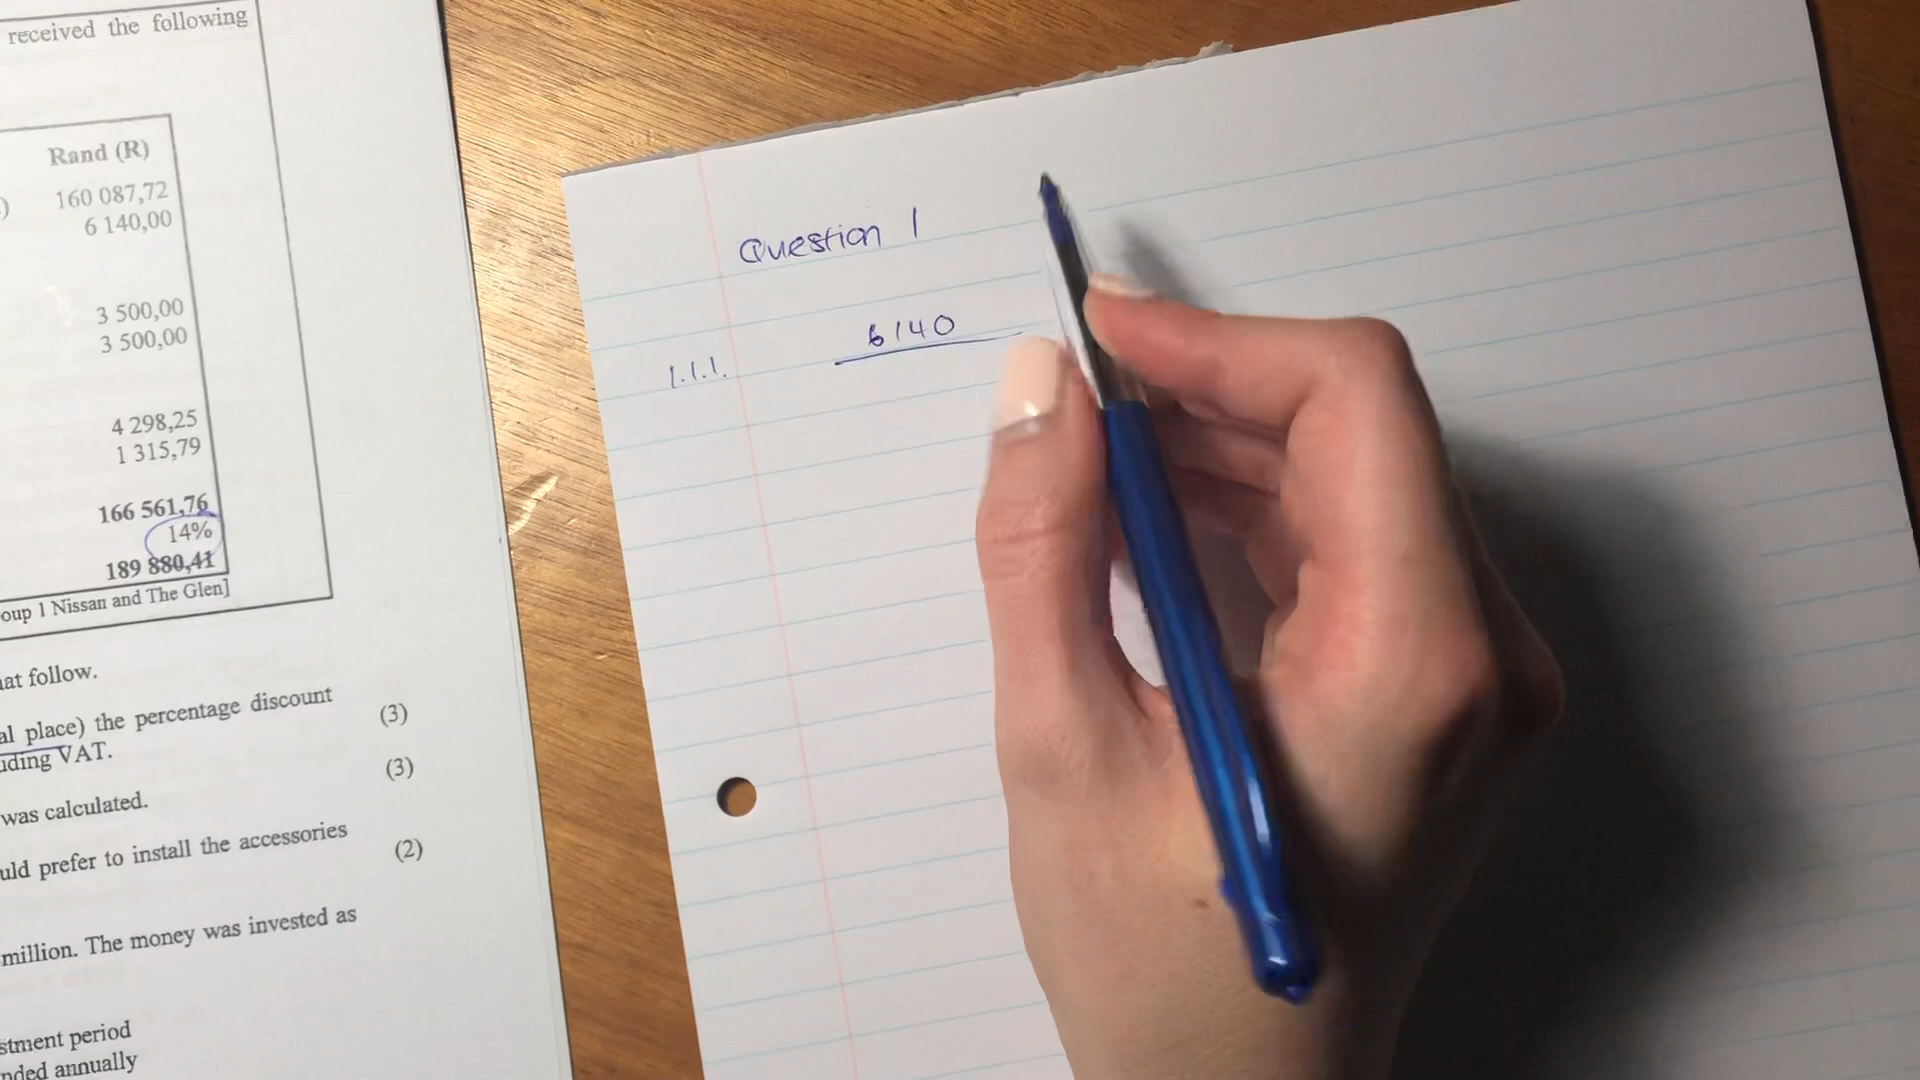 received the following
Rand (R)
) 160 087,72
6 140,00
3 500,00
3 500,00
4 298,25
1 315,79
166 561,76
14%
189 880,41
oup 1 Nissan and The Glen]
at follow.
al place) the percentage discount (3)
uding VAT.
(3)
was calculated.
uld prefer to install the accessories (2)
million. The money was invested as
stment period
nded annually
Question 1
1.1.1. 6140